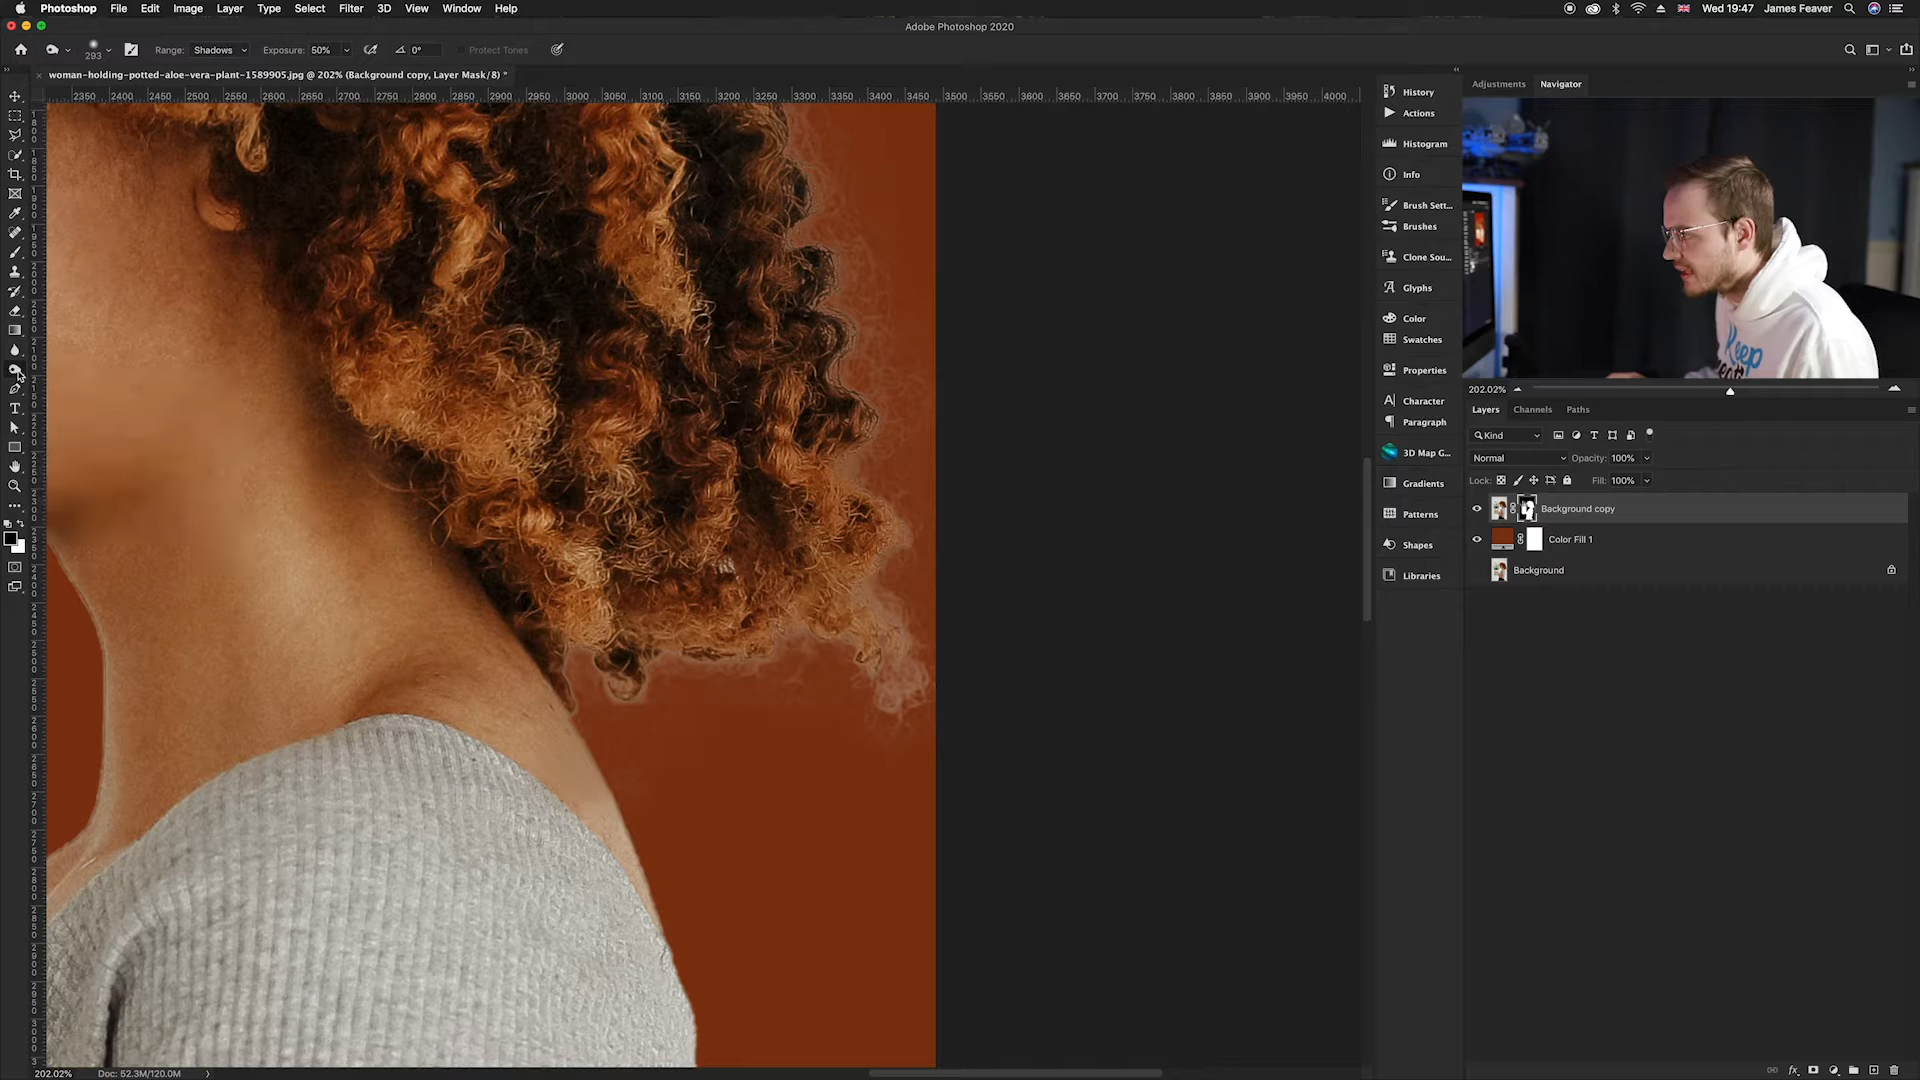 Photoshop File Edit Image Layer Type Select Filter 3D View Window Help Wed 19:47 James Feaver
Adobe Photoshop 2020
293 Range: Shadows Exposure: 50% 0° Protect Tones
woman-holding-potted-aloe-vera-plant-1589905.jpg @ 202% (Background copy, Layer Mask/8) *
2350 2400 2450 2500 2550 2600 2650 2700 2750 2800 2850 2900 2950 3000 3050 3100 3150 3200 3250 3300 3350 3400 3450 3500 3550 3600 3650 3700 3750 3800 3850 3900 3950 4000
History
Actions
Histogram
Info
Brush Sett...
Brushes
Clone Sou...
Glyphs
Color
Swatches
Properties
Character
Paragraph
3D Map G...
Gradients
Patterns
Shapes
Libraries
Adjustments Navigator
Keep
202.02%
Layers Channels Paths
Kind
Normal Opacity: 100%
Lock: Fill: 100%
Background copy
Color Fill 1
Background
202.02% Doc: 52.3M/120.0M